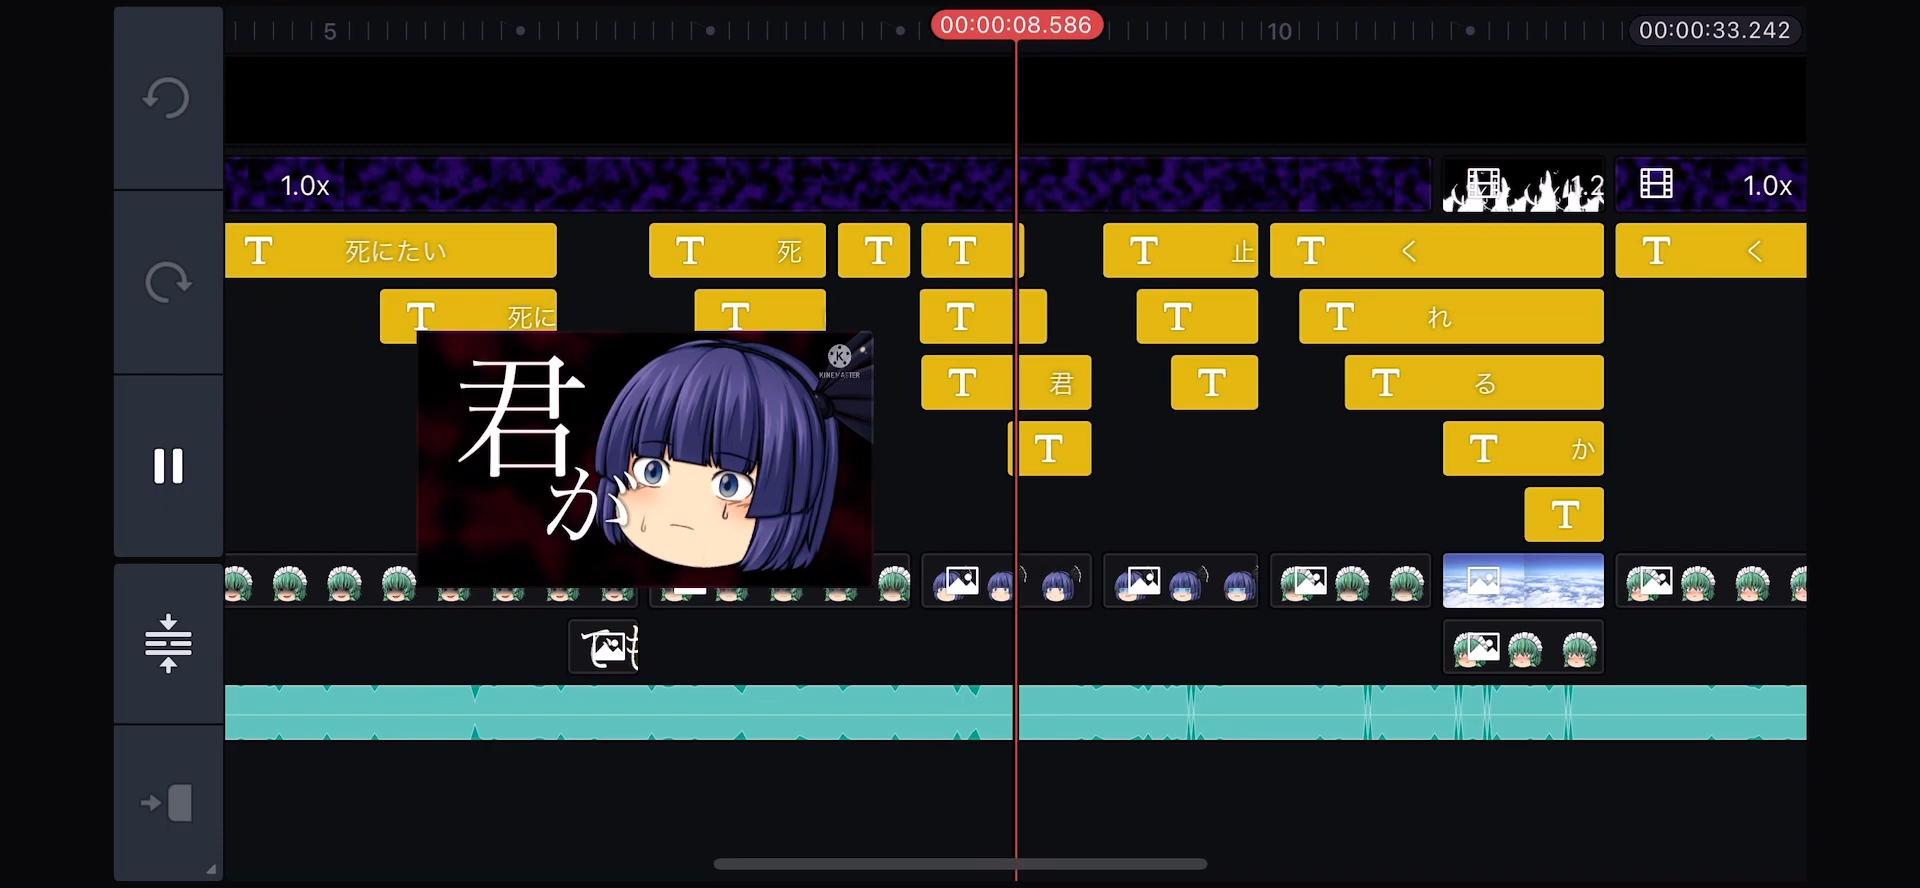 5
00:00:08.586
10
00:00:33.242
1.0x
1.2
1.0x
T 死にたい
T 死
T
T
T 止
T く
T く
T 死に
T
T
T
T れ
君
が
KINEMASTER
T 君
T
T る
T
T か
T
で